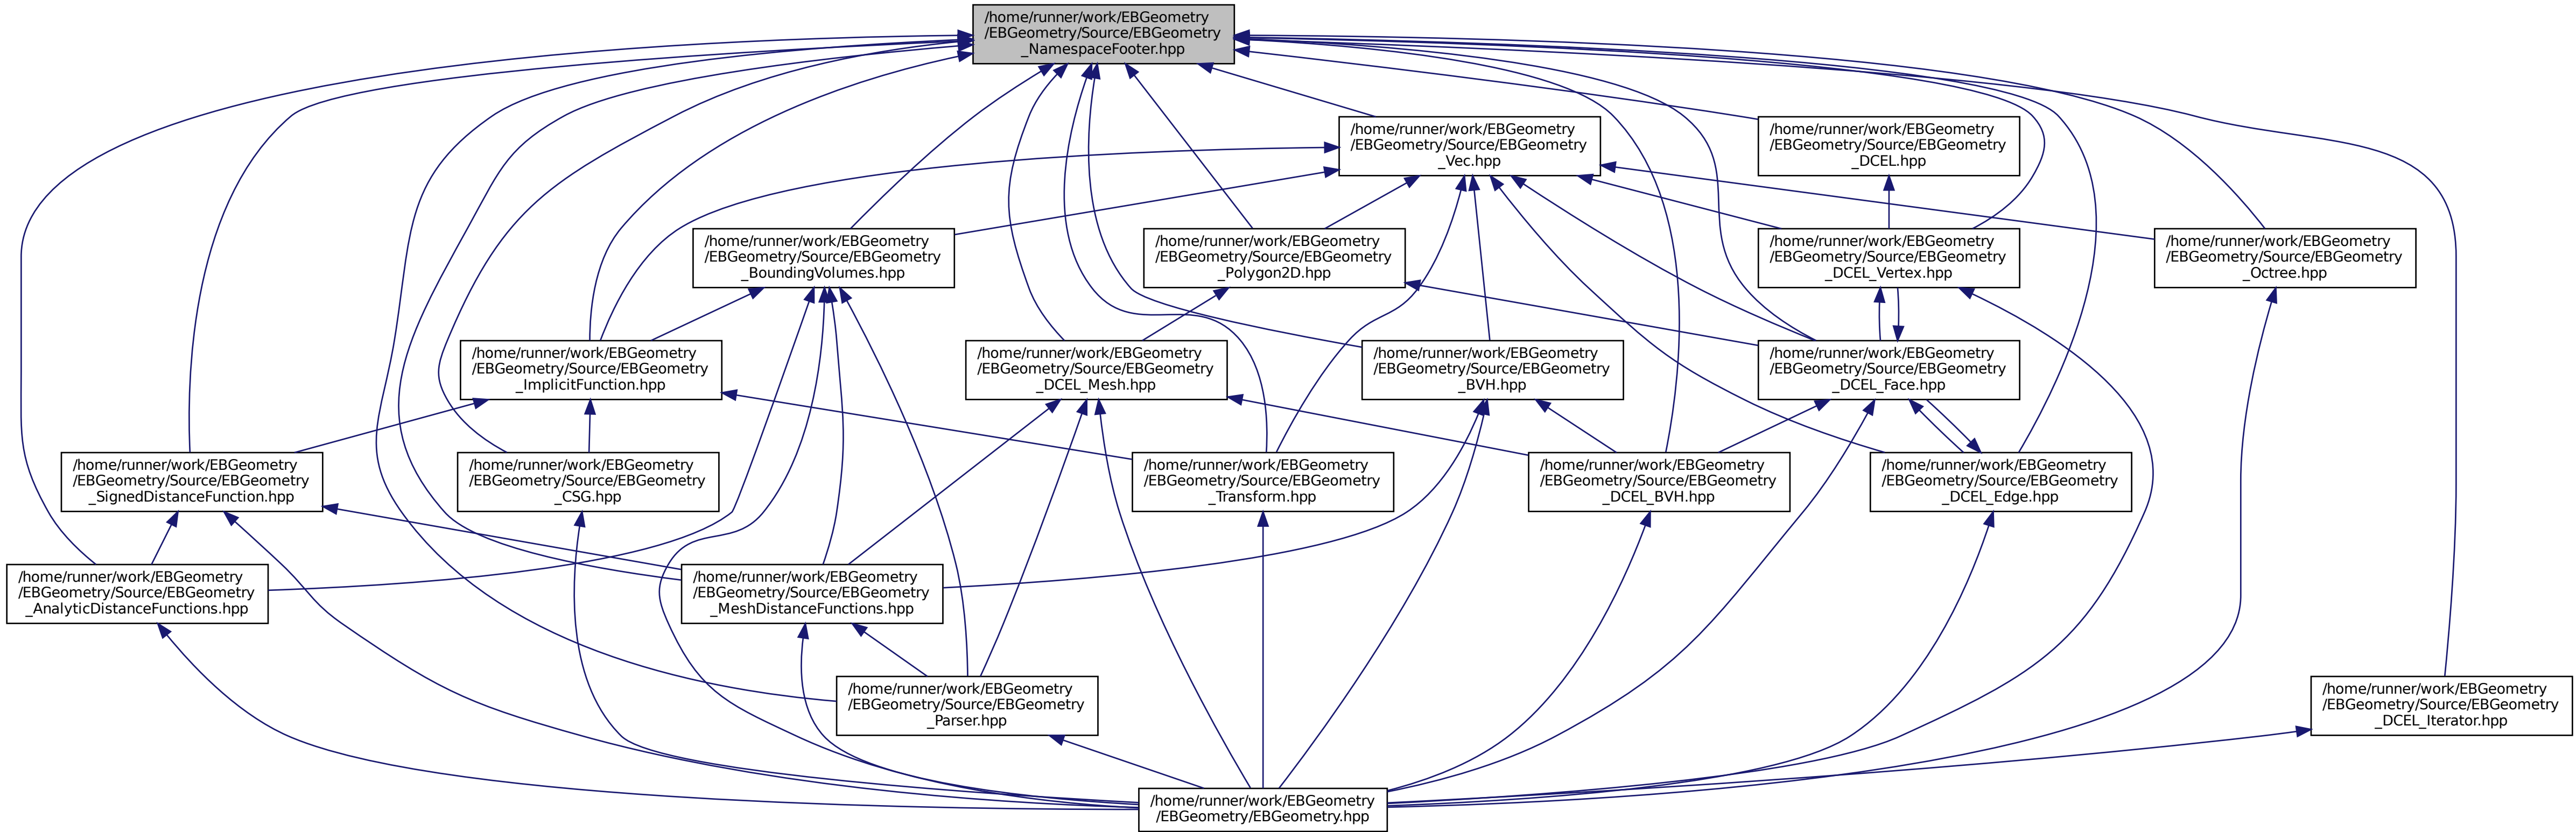 /home/runner/work/EBGeometry
/EBGeometry/Source/EBGeometry
_NamespaceFooter.hpp
/home/runner/work/EBGeometry
/EBGeometry/Source/EBGeometry
_Vec.hpp
/home/runner/work/EBGeometry
/EBGeometry/Source/EBGeometry
_DCEL.hpp
/home/runner/work/EBGeometry
/EBGeometry/Source/EBGeometry
_BoundingVolumes.hpp
/home/runner/work/EBGeometry
/EBGeometry/Source/EBGeometry
_Polygon2D.hpp
/home/runner/work/EBGeometry
/EBGeometry/Source/EBGeometry
_DCEL_Vertex.hpp
/home/runner/work/EBGeometry
/EBGeometry/Source/EBGeometry
_Octree.hpp
/home/runner/work/EBGeometry
/EBGeometry/Source/EBGeometry
_ImplicitFunction.hpp
/home/runner/work/EBGeometry
/EBGeometry/Source/EBGeometry
_DCEL_Mesh.hpp
/home/runner/work/EBGeometry
/EBGeometry/Source/EBGeometry
_BVH.hpp
/home/runner/work/EBGeometry
/EBGeometry/Source/EBGeometry
_DCEL_Face.hpp
/home/runner/work/EBGeometry
/EBGeometry/Source/EBGeometry
_SignedDistanceFunction.hpp
/home/runner/work/EBGeometry
/EBGeometry/Source/EBGeometry
_CSG.hpp
/home/runner/work/EBGeometry
/EBGeometry/Source/EBGeometry
_Transform.hpp
/home/runner/work/EBGeometry
/EBGeometry/Source/EBGeometry
_DCEL_BVH.hpp
/home/runner/work/EBGeometry
/EBGeometry/Source/EBGeometry
_DCEL_Edge.hpp
/home/runner/work/EBGeometry
/EBGeometry/Source/EBGeometry
_AnalyticDistanceFunctions.hpp
/home/runner/work/EBGeometry
/EBGeometry/Source/EBGeometry
_MeshDistanceFunctions.hpp
/home/runner/work/EBGeometry
/EBGeometry/Source/EBGeometry
_Parser.hpp
/home/runner/work/EBGeometry
/EBGeometry/Source/EBGeometry
_DCEL_Iterator.hpp
/home/runner/work/EBGeometry
/EBGeometry/EBGeometry.hpp